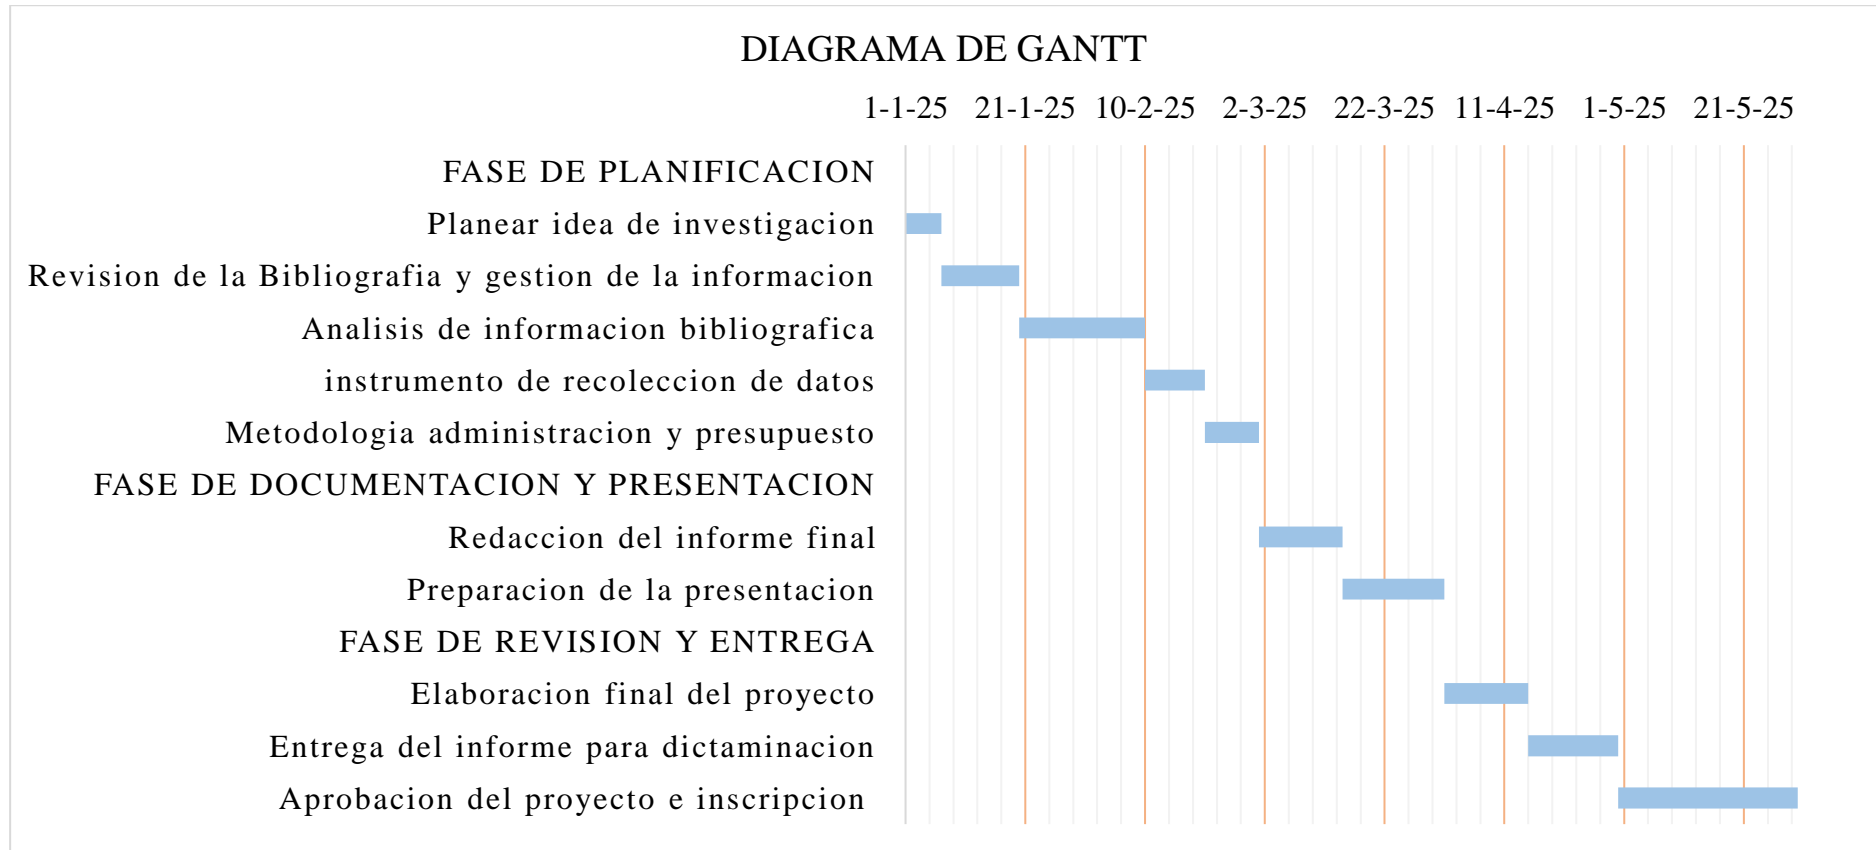 DIAGRAMA DE GANTT
1-1-25 21-1-25 10-2-25 2-3-25 22-3-25 11-4-25 1-5-25 21-5-25
FASE DE PLANIFICACION
Planear idea de investigacion
Revision de la Bibliografia y gestion de la informacion
Analisis de informacion bibliografica
instrumento de recoleccion de datos
Metodologia administracion y presupuesto
FASE DE DOCUMENTACION Y PRESENTACION
Redaccion del informe final
Preparacion de la presentacion
FASE DE REVISION Y ENTREGA
Elaboracion final del proyecto
Entrega del informe para dictaminacion
Aprobacion del proyecto e inscripcion